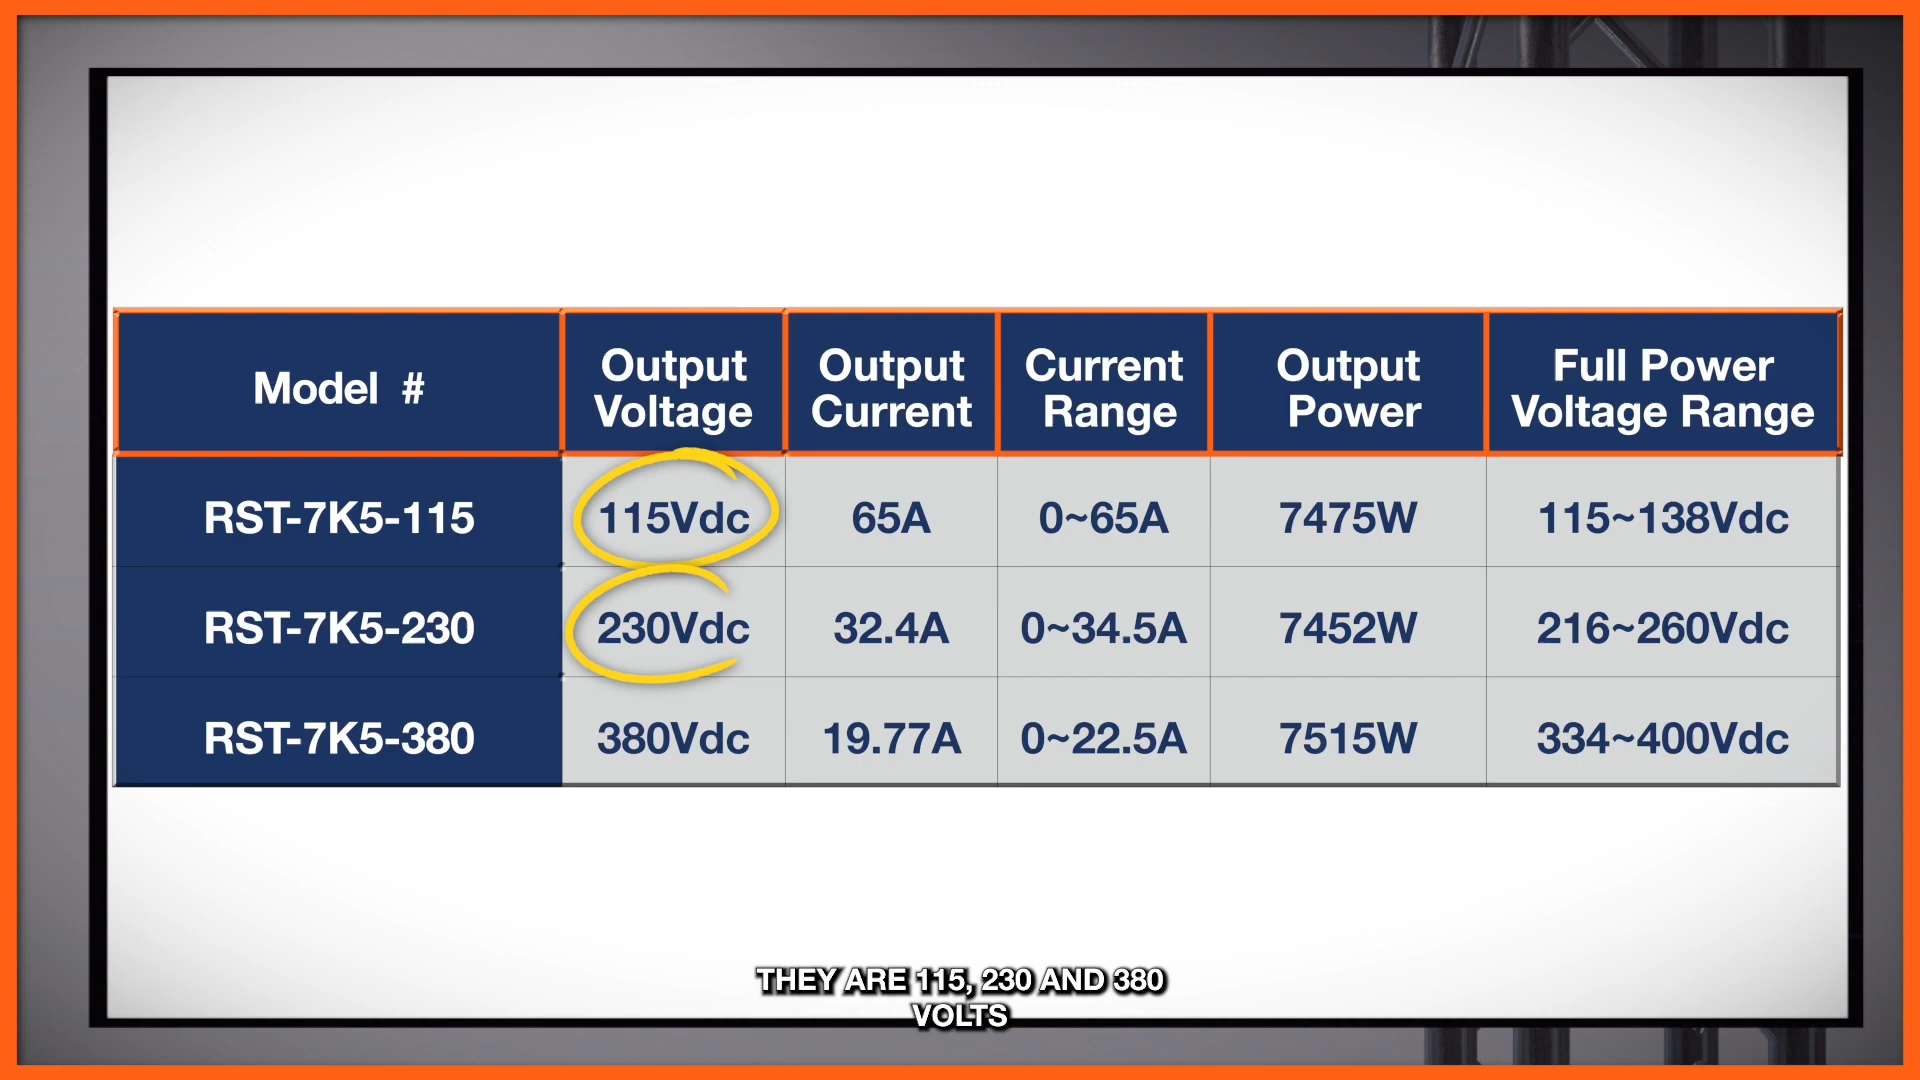 Model #
Output
Voltage
Output
Current
Current
Range
Output
Power
Full Power
Voltage Range
RST-7K5-115
115Vdc
65A
0~65A
7475W
115~138Vdc
RST-7K5-230
230Vdc
32.4A
0~34.5A
7452W
216~260Vdc
RST-7K5-380
380Vdc
19.77A
0~22.5A
7515W
334~400Vdc
THEY ARE 115, 230 AND 380
VOLTS